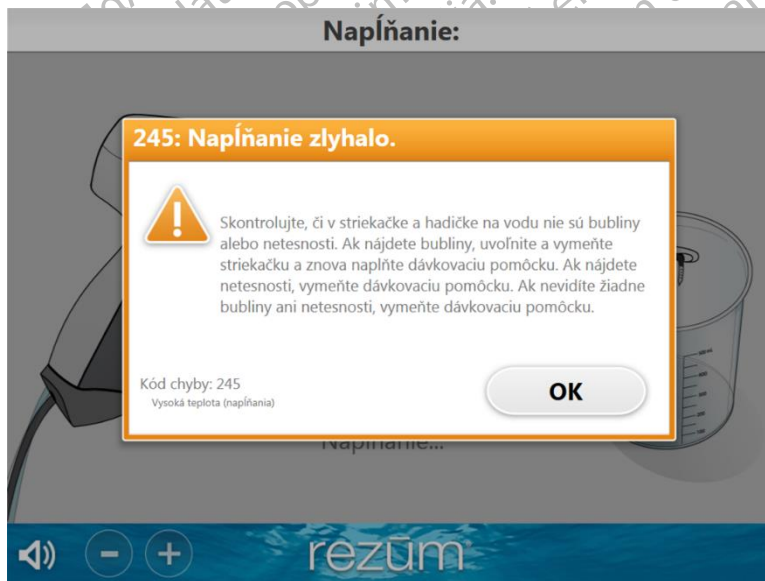 Napĺňanie:
245: Napĺňanie zlyhalo.
Skontrolujte, či v striekačke a hadičke na vodu nie sú bubliny
alebo netesnosti. Ak nájdete bubliny, uvoľnite a vymeňte
striekačku a znova naplňte dávkovaciu pomôcku. Ak nájdete
netesnosti, vymeňte dávkovaciu pomôcku. Ak nevidíte žiadne
bubliny ani netesnosti, vymeňte dávkovaciu pomôcku.
Kód chyby: 245
Vysoká teplota (napĺňania)
OK
Napĺňanie...
rezūm